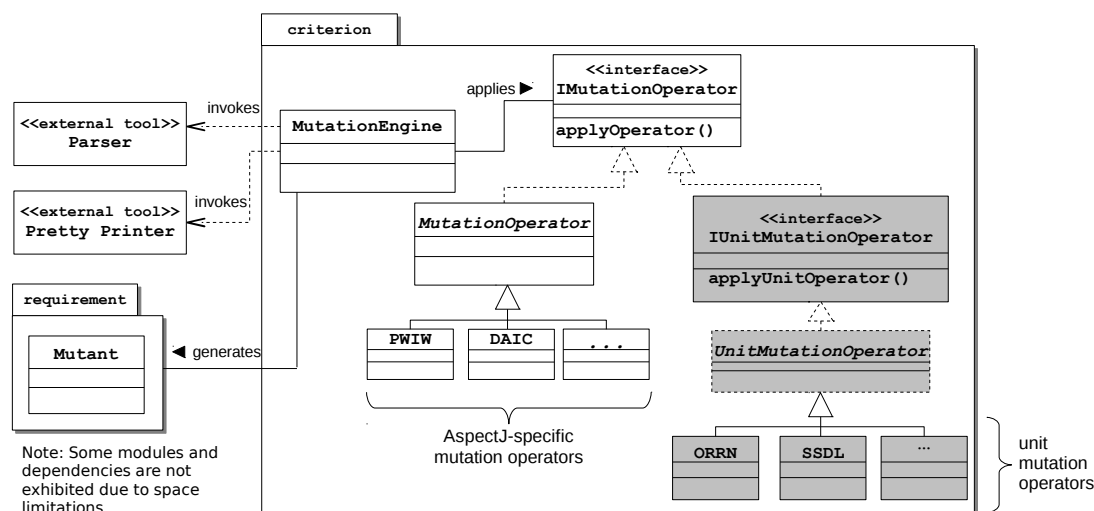 criterion
<<interface>>
IMutationOperator
applyOperator()
applies ►
invokes
<<external tool>>
Parser
MutationEngine
<<external tool>>
Pretty Printer
invokes
MutationOperator
<<interface>>
IUnitMutationOperator
applyUnitOperator()
requirement
Mutant
◄ generates
PWIW
DAIC
...
UnitMutationOperator
AspectJ-specific
mutation operators
ORRN
SSDL
...
unit
mutation
operators
Note: Some modules and
dependencies are not
exhibited due to space
limitations